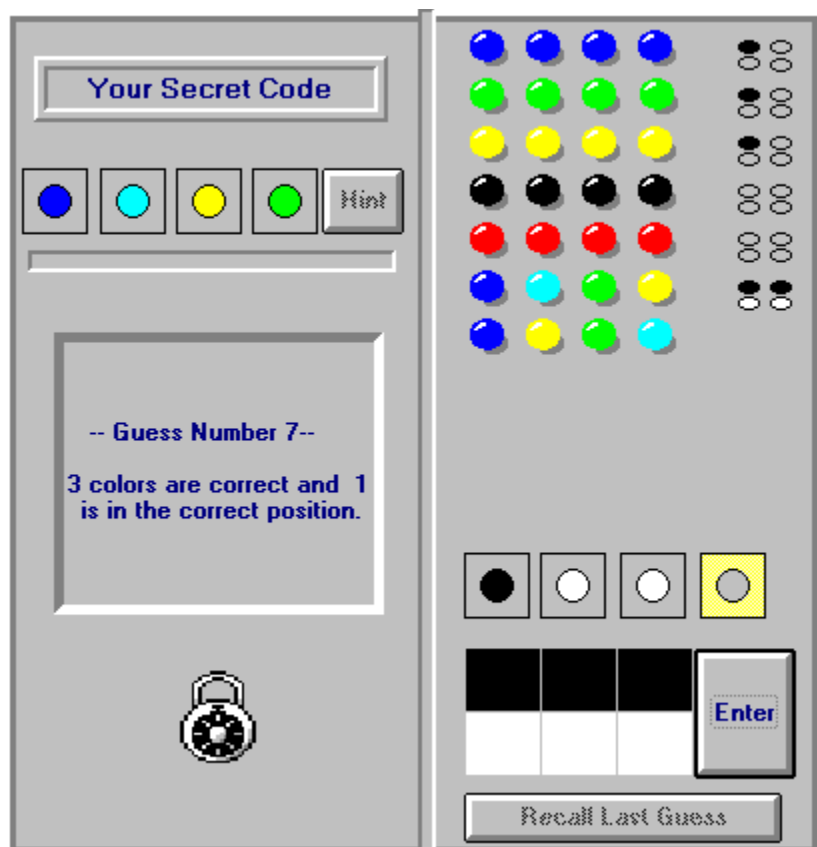 Your Secret Code
Hint
-- Guess Number 7--
3 colors are correct and 1
is in the correct position.
Enter
Recall Last Guess